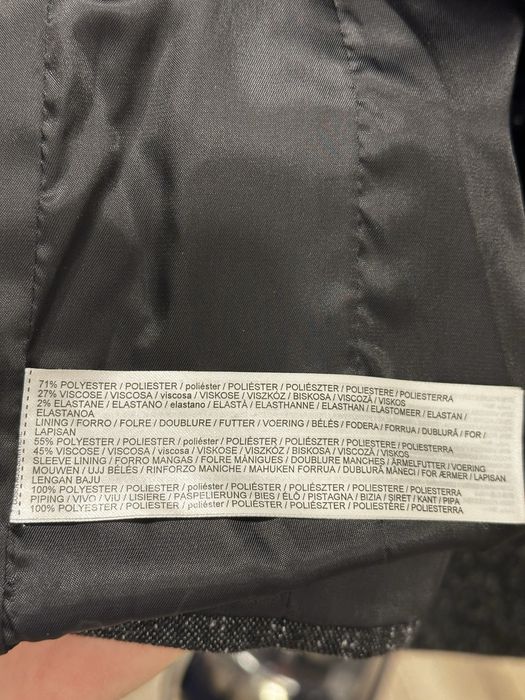 71% POLYESTER / POLIESTER / poliéster / POLIÉSTER / POLIÉSZTER / POLIESTERE / POLIESTERRA
27% VISCOSE / VISCOSA / viscosa / VISKOSE / VISZKÓZ / BISKOSA / VISCOZĂ / VISKOS
2% ELASTANE / ELASTANO / elastano / ELASTÀ / ELASTHANNE / ELASTHAN / ELASTOMEER / ELASTAN /
ELASTANOA
LINING / FORRO / FOLRE / DOUBLURE / FUTTER / VOERING / BÉLÉS / FODERA / FORRUA / DUBLURĂ / FOR /
LAPISAN
55% POLYESTER / POLIESTER / poliéster / POLIÈSTER / POLIÉSZTER / POLIESTERE / POLIESTERRA
45% VISCOSE / VISCOSA / viscosa / VISKOSE / VISZKÓZ / BISKOSA / VISCOZĂ / VISKOS
SLEEVE LINING / FORRO MANGAS / FOLRE MÀNIGUES / DOUBLURE MANCHES / ÄRMELFUTTER / VOERING
MOUWEN / UJJ BÉLÉS / RINFORZO MANICHE / MAHUKEN FORRUA / DUBLURĂ MÂNECI / FOR ÆRMER / LAPISAN
LENGAN BAJU
100% POLYESTER / POLIESTER / poliéster / POLIÈSTER / POLIÉSZTER / POLIESTERE / POLIESTERRA
PIPING / VIVO / VIU / LISIERE / PASPELIERUNG / BIES / ÉLŐ / PISTAGNA / BIZIA / ŞIRET / KANT / PIPA
100% POLYESTER / POLIESTER / poliéster / POLIÈSTER / POLIÉSZTER / POLIESTERE / POLIESTERRA